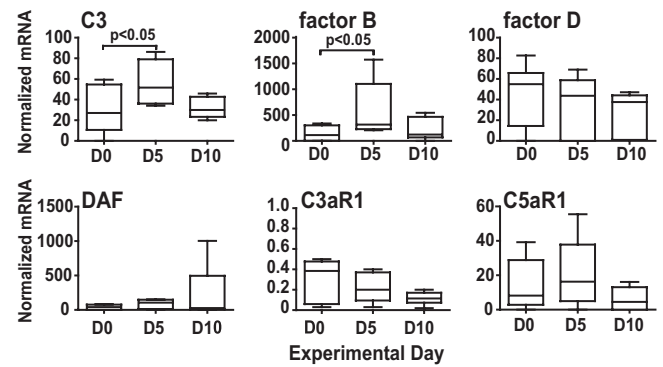 C3
factor B
factor D
p<0.05
p<0.05
Normalized mRNA
100
80
60
40
20
0
D0 D5 D10
2000
1500
1000
500
0
D0 D5 D10
100
80
60
40
20
0
D0 D5 D10
DAF
C3aR1
C5aR1
Normalized mRNA
1500
1000
500
0
D0 D5 D10
1.0
0.8
0.6
0.4
0.2
0
D0 D5 D10
60
40
20
0
D0 D5 D10
Experimental Day